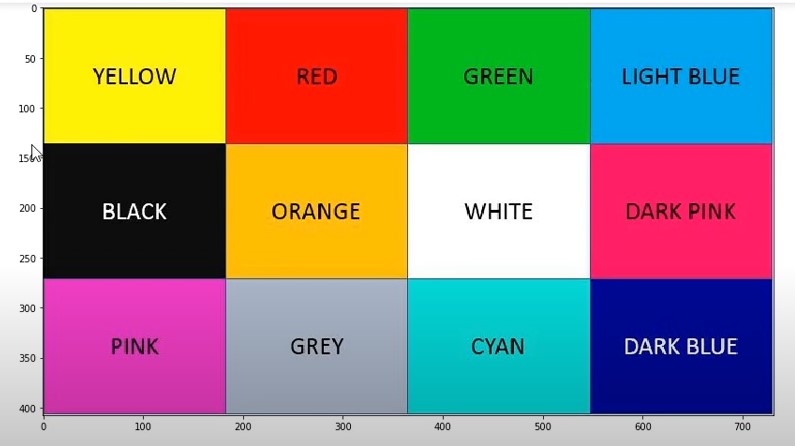 0
50
YELLOW RED GREEN LIGHT BLUE
100
150
200
BLACK ORANGE WHITE DARK PINK
250
300
PINK GREY CYAN DARK BLUE
350
400
0 100 200 300 400 500 600 700